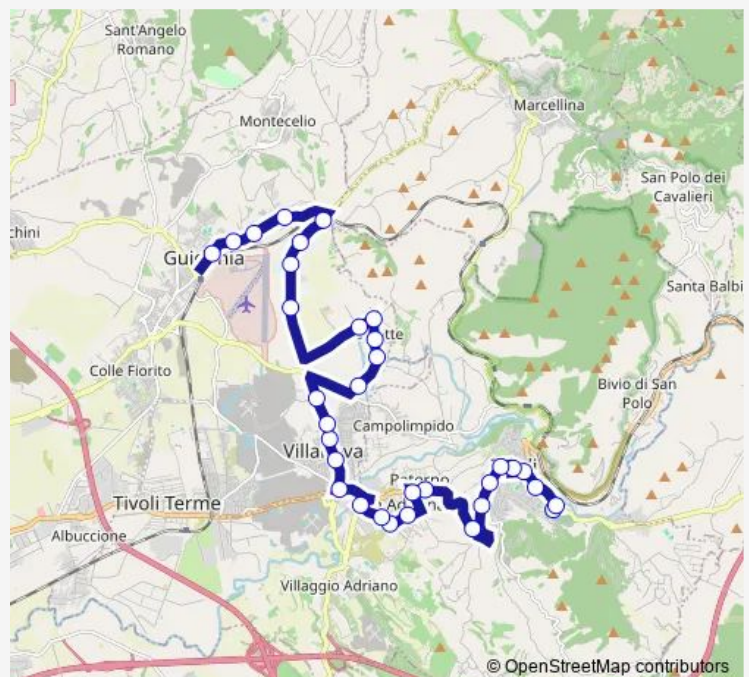 Sant'Angelo
Romano
Montecelio
Marcellina
San Polo dei
Cavalieri
chini
Santa Balbi
Colle Fiorito
Bivio di San
Polo
Campolimpido
Tivoli Terme
Albuccione
Villaggio Adriano
© OpenStreetMap contributors